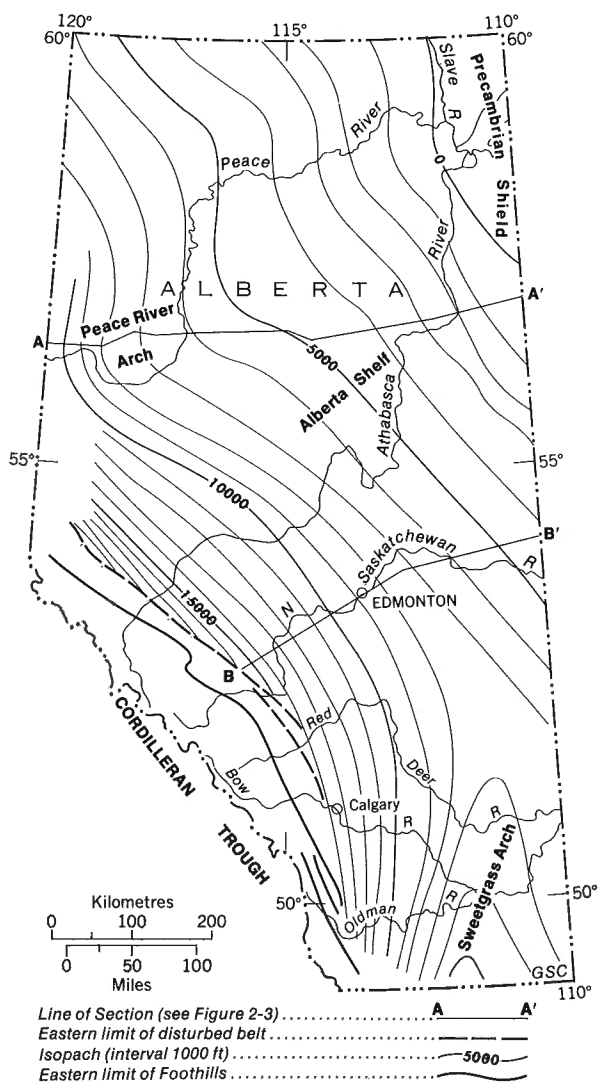 120°
60°
115°
110°
60°
Slave R
Precambrian
Shield
0
River
Peace
River
ALBERTA
A'
A
Peace River
Arch
5000
Alberta Shelf
Athabasca
55°
55°
10000
B'
Saskatchewan
R
N
EDMONTON
15000
B
Red
Deer
R
CORDILLERAN
TROUGH
Bow
Calgary
R
Sweetgrass Arch
50°
50°
Oldman
R
GSC
110°
Kilometres
0 100 200
0 50 100
Miles
Line of Section (see Figure 2-3) A A'
Eastern limit of disturbed belt
Isopach (interval 1000 ft) 5000
Eastern limit of Foothills